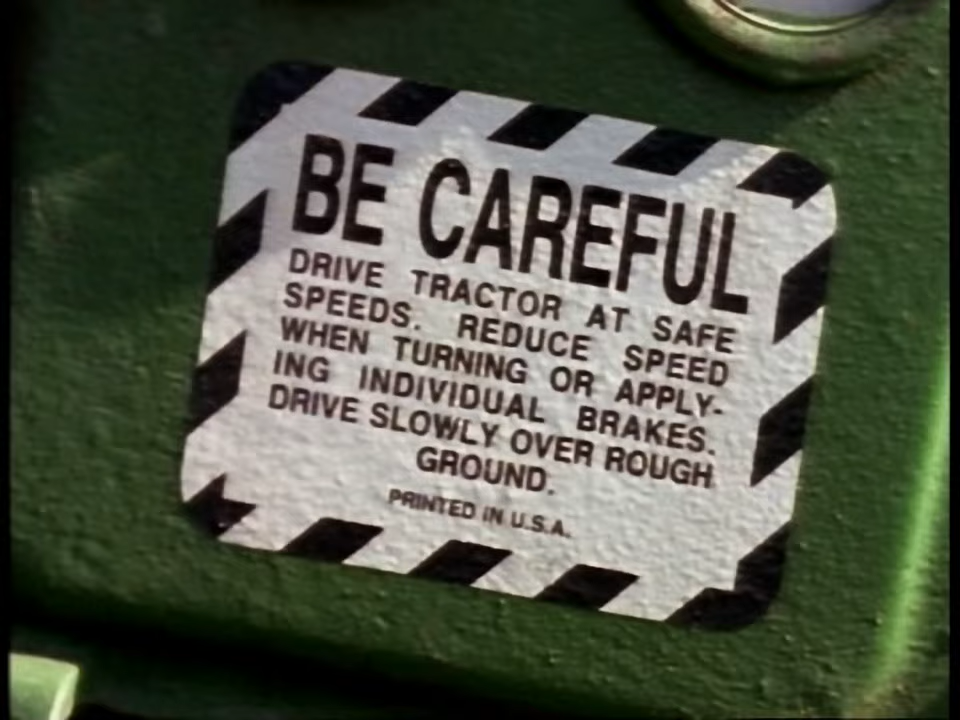 BE CAREFUL
DRIVE TRACTOR AT SAFE
SPEEDS. REDUCE SPEED
WHEN TURNING OR APPLY-
ING INDIVIDUAL BRAKES.
DRIVE SLOWLY OVER ROUGH
GROUND.
PRINTED IN U.S.A.